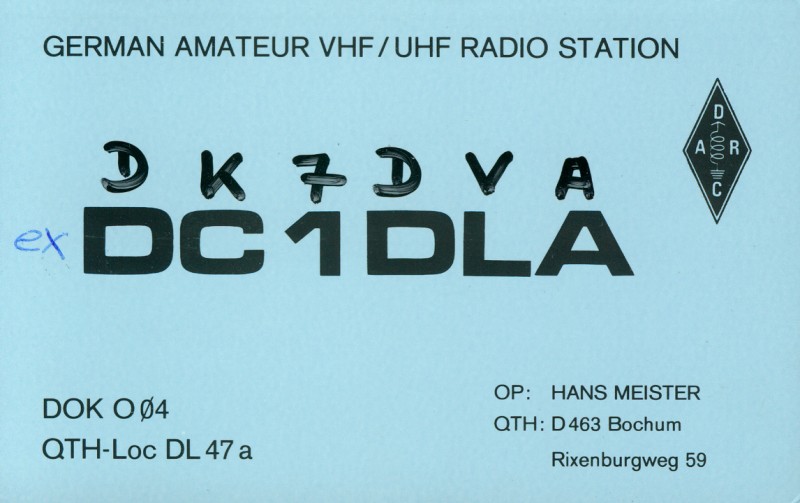 GERMAN AMATEUR VHF/UHF RADIO STATION
D
A R
C
DK7DVA
ex DC1DLA
DOK OØ4
QTH-Loc DL47a
OP: HANS MEISTER
QTH: D463 Bochum
Rixenburgweg 59